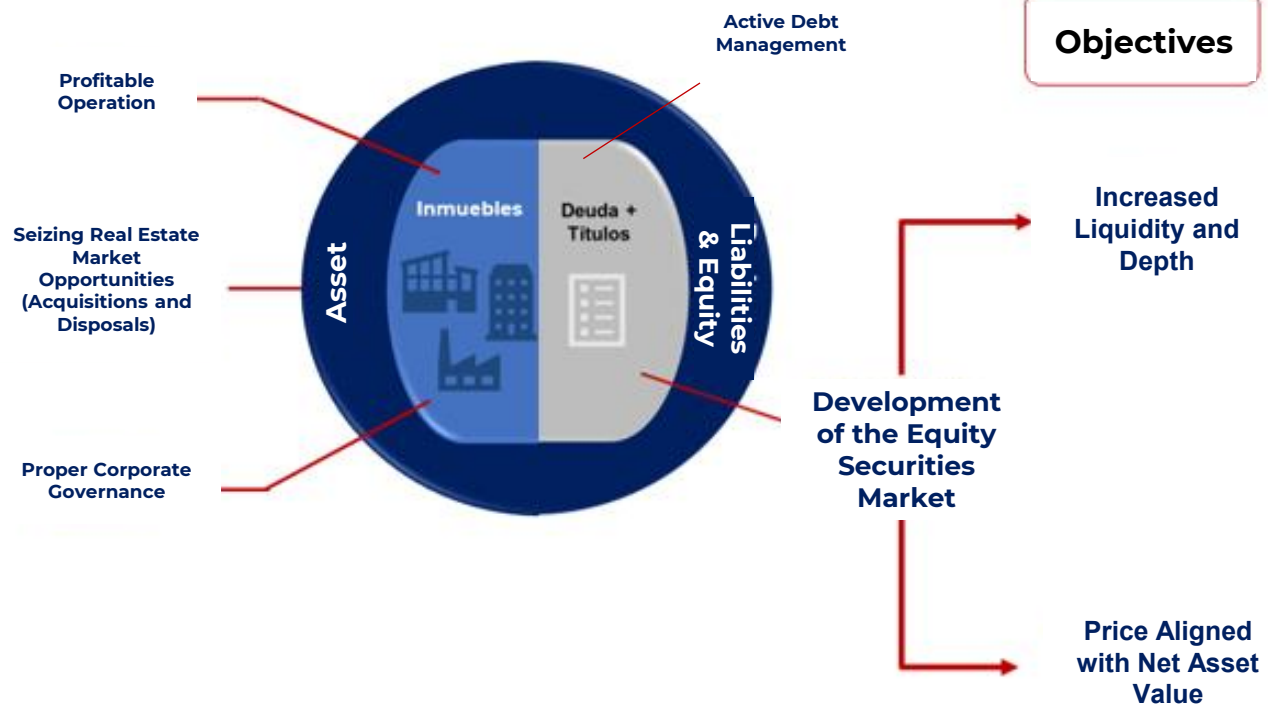 Active Debt
Management
Objectives
Profitable
Operation
Inmuebles
Deuda +
Títulos
Seizing Real Estate
Market
Opportunities
(Acquisitions and
Disposals)
Asset
Liabilities
& Equity
Increased
Liquidity and
Depth
Development
of the Equity
Securities
Market
Proper Corporate
Governance
Price Aligned
with Net Asset
Value